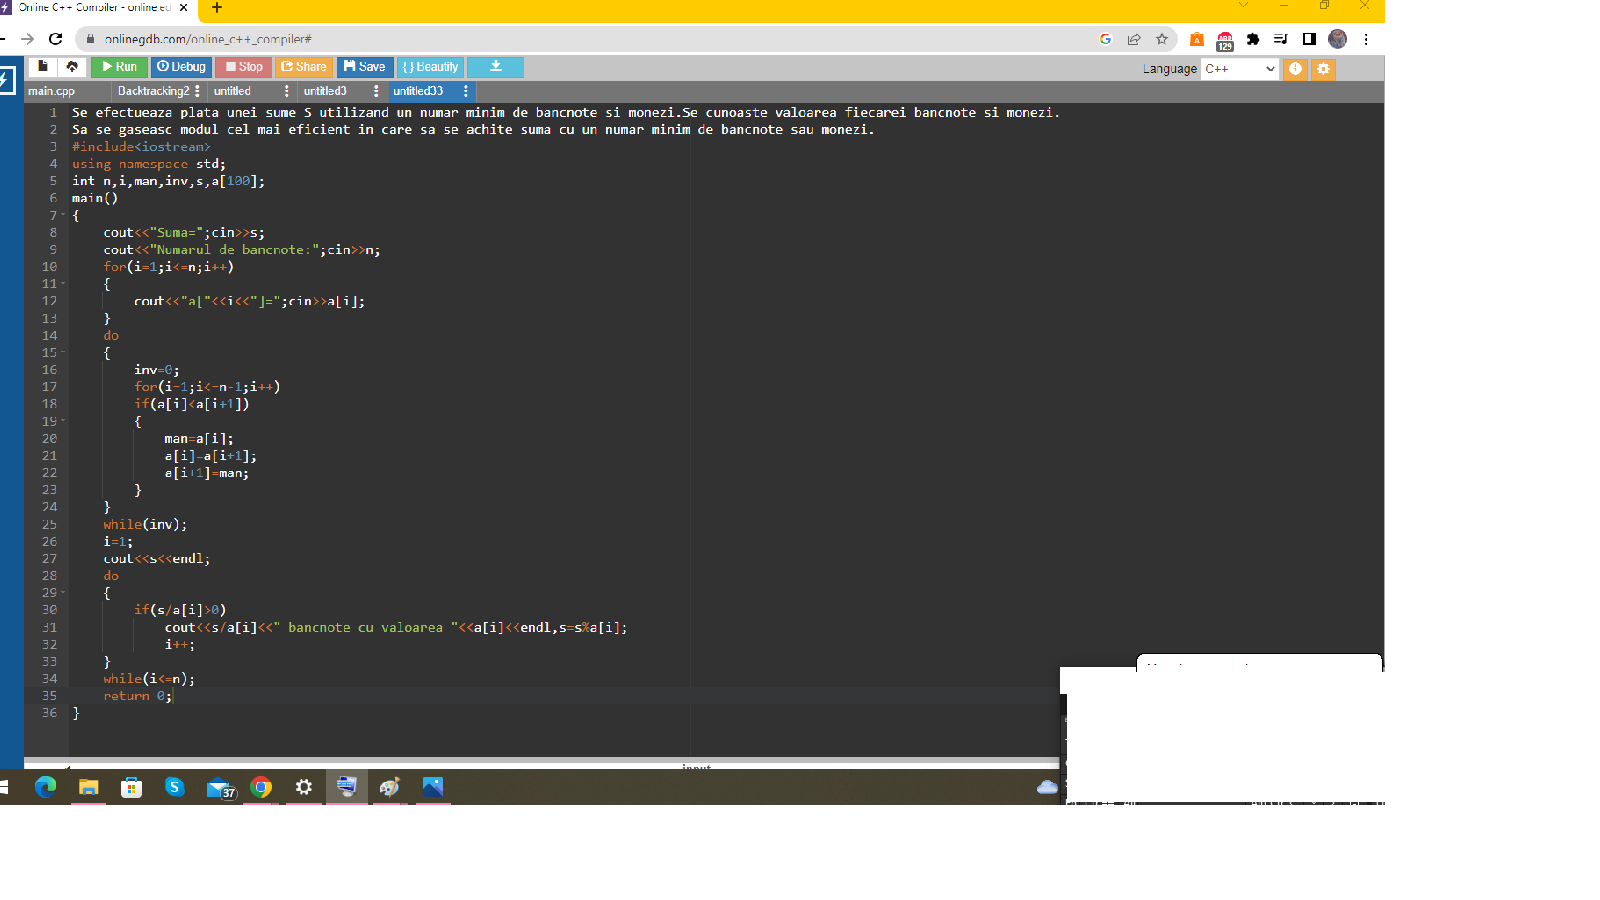 Online C++ Compiler - online ed
onlinegdb.com/online_c++_compiler#
129
Run Debug Stop Share Save {} Beautify
Language C++
main.cpp Backtracking2 untitled untitled3 untitled33
1 Se efectueaza plata unei sume S utilizand un numar minim de bancnote si monezi.Se cunoaste valoarea fiecarei bancnote si monezi.
2 Sa se gaseasc modul cel mai eficient in care sa se achite suma cu un numar minim de bancnote sau monezi.
3 #include<iostream>
4 using namespace std;
5 int n,i,man,inv,s,a[100];
6 main()
7 {
8 cout<<"Suma=";cin>>s;
9 cout<<"Numarul de bancnote:";cin>>n;
10 for(i=1;i<=n;i++)
11 {
12 cout<<"a["<<i<<"]=";cin>>a[i];
13 }
14 do
15 {
16 inv=0;
17 for(i=1;i<=n-1;i++)
18 if(a[i]<a[i+1])
19 {
20 man=a[i];
21 a[i]=a[i+1];
22 a[i+1]=man;
23 }
24 }
25 while(inv);
26 i=1;
27 cout<<s<<endl;
28 do
29 {
30 if(s/a[i]>0)
31 cout<<s/a[i]<<" bancnote cu valoarea "<<a[i]<<endl,s=s%a[i];
32 i++;
33 }
34 while(i<=n);
35 return 0;
36 }
input
37